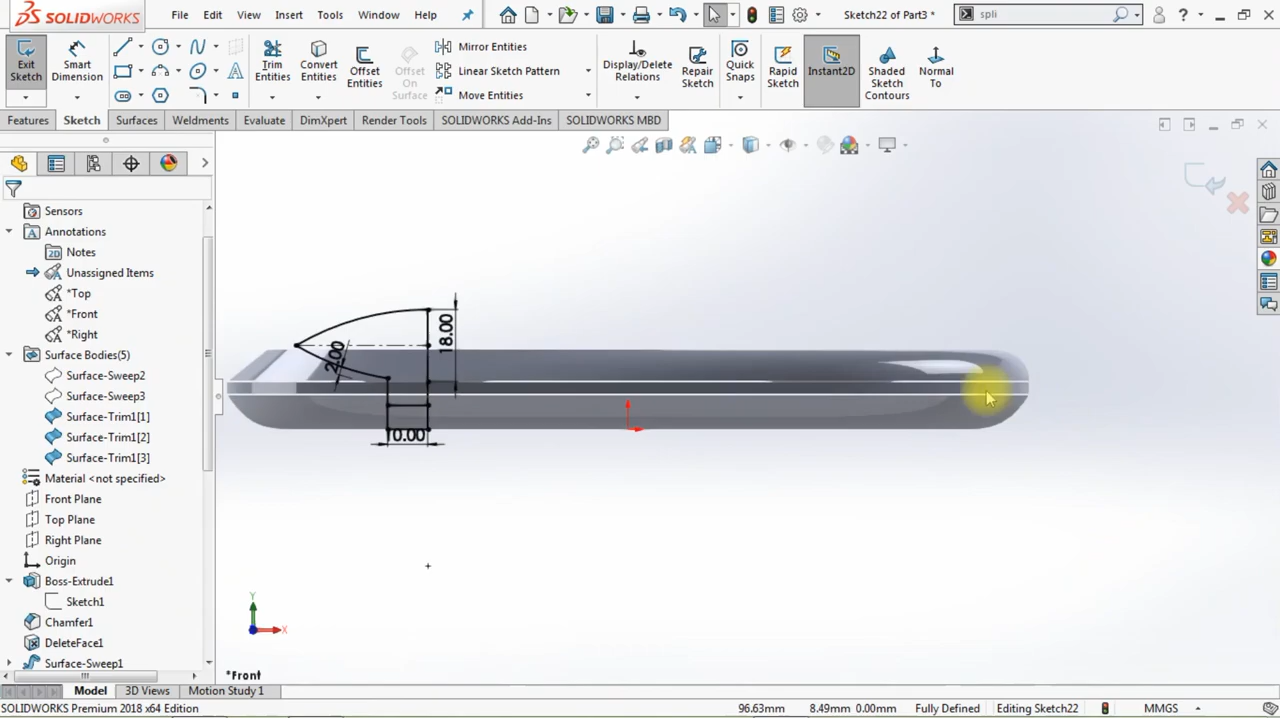 SOLIDWORKS File Edit View Insert Tools Window Help Sketch22 of Part3 * spli
Exit Sketch Smart Dimension Trim Entities Convert Entities Offset Entities Offset On Surface Mirror Entities Linear Sketch Pattern Move Entities Display/Delete Relations Repair Sketch Quick Snaps Rapid Sketch Instant2D Shaded Sketch Contours Normal To
Features Sketch Surfaces Weldments Evaluate DimXpert Render Tools SOLIDWORKS Add-Ins SOLIDWORKS MBD
Sensors
Annotations
Notes
Unassigned Items
*Top
*Front
*Right
Surface Bodies(5)
Surface-Sweep2
Surface-Sweep3
Surface-Trim1[1]
Surface-Trim1[2]
Surface-Trim1[3]
Material <not specified>
Front Plane
Top Plane
Right Plane
Origin
Boss-Extrude1
Sketch1
Chamfer1
DeleteFace1
Surface-Sweep1
18.00
2.00
Y
X
*Front
Model 3D Views Motion Study 1
SOLIDWORKS Premium 2018 x64 Edition 96.63mm 8.49mm 0.00mm Fully Defined Editing Sketch22 MMGS